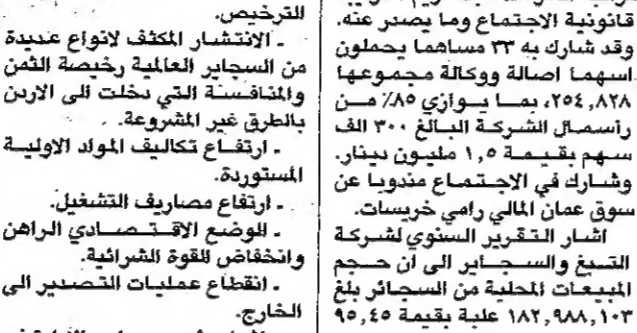 قانونية الاجتماع وما يصدر عنه.
وقد شارك به ٣٣ مساهما يحملون
اسهما اصالة ووكالة مجموعها
٢٥٤,٨٢٨، بما يوازي ٨٥٪ من
رأسمال الشركة البالغ ٣٠٠ الف
سهم بقيمة ١,٥ مليون دينار.
وشارك في الاجتماع مندوبا عن
سوق عمان المالي رامي خريسات.
اشار التقرير السنوي لشركة
التبغ والسجاير الى ان حجم
المبيعات المحلية من السجائر بلغ
١٨٢,٩٨٨,١٠٣ علبة بقيمة ٩٥,٤٥
الترخيص.
ـ الانتشار المكثف لانواع عديدة
من السجاير العالمية رخيصة الثمن
والمنافسة التي دخلت الى الاردن
بالطرق غير المشروعة.
ـ ارتفاع تكاليف المواد الاولية
المستوردة.
ـ ارتفاع مصاريف التشغيل.
ـ الوضع الاقتصادي الراهن
وانخفاض القوة الشرائية.
ـ انقطاع عمليات التصدير الى
الخارج.